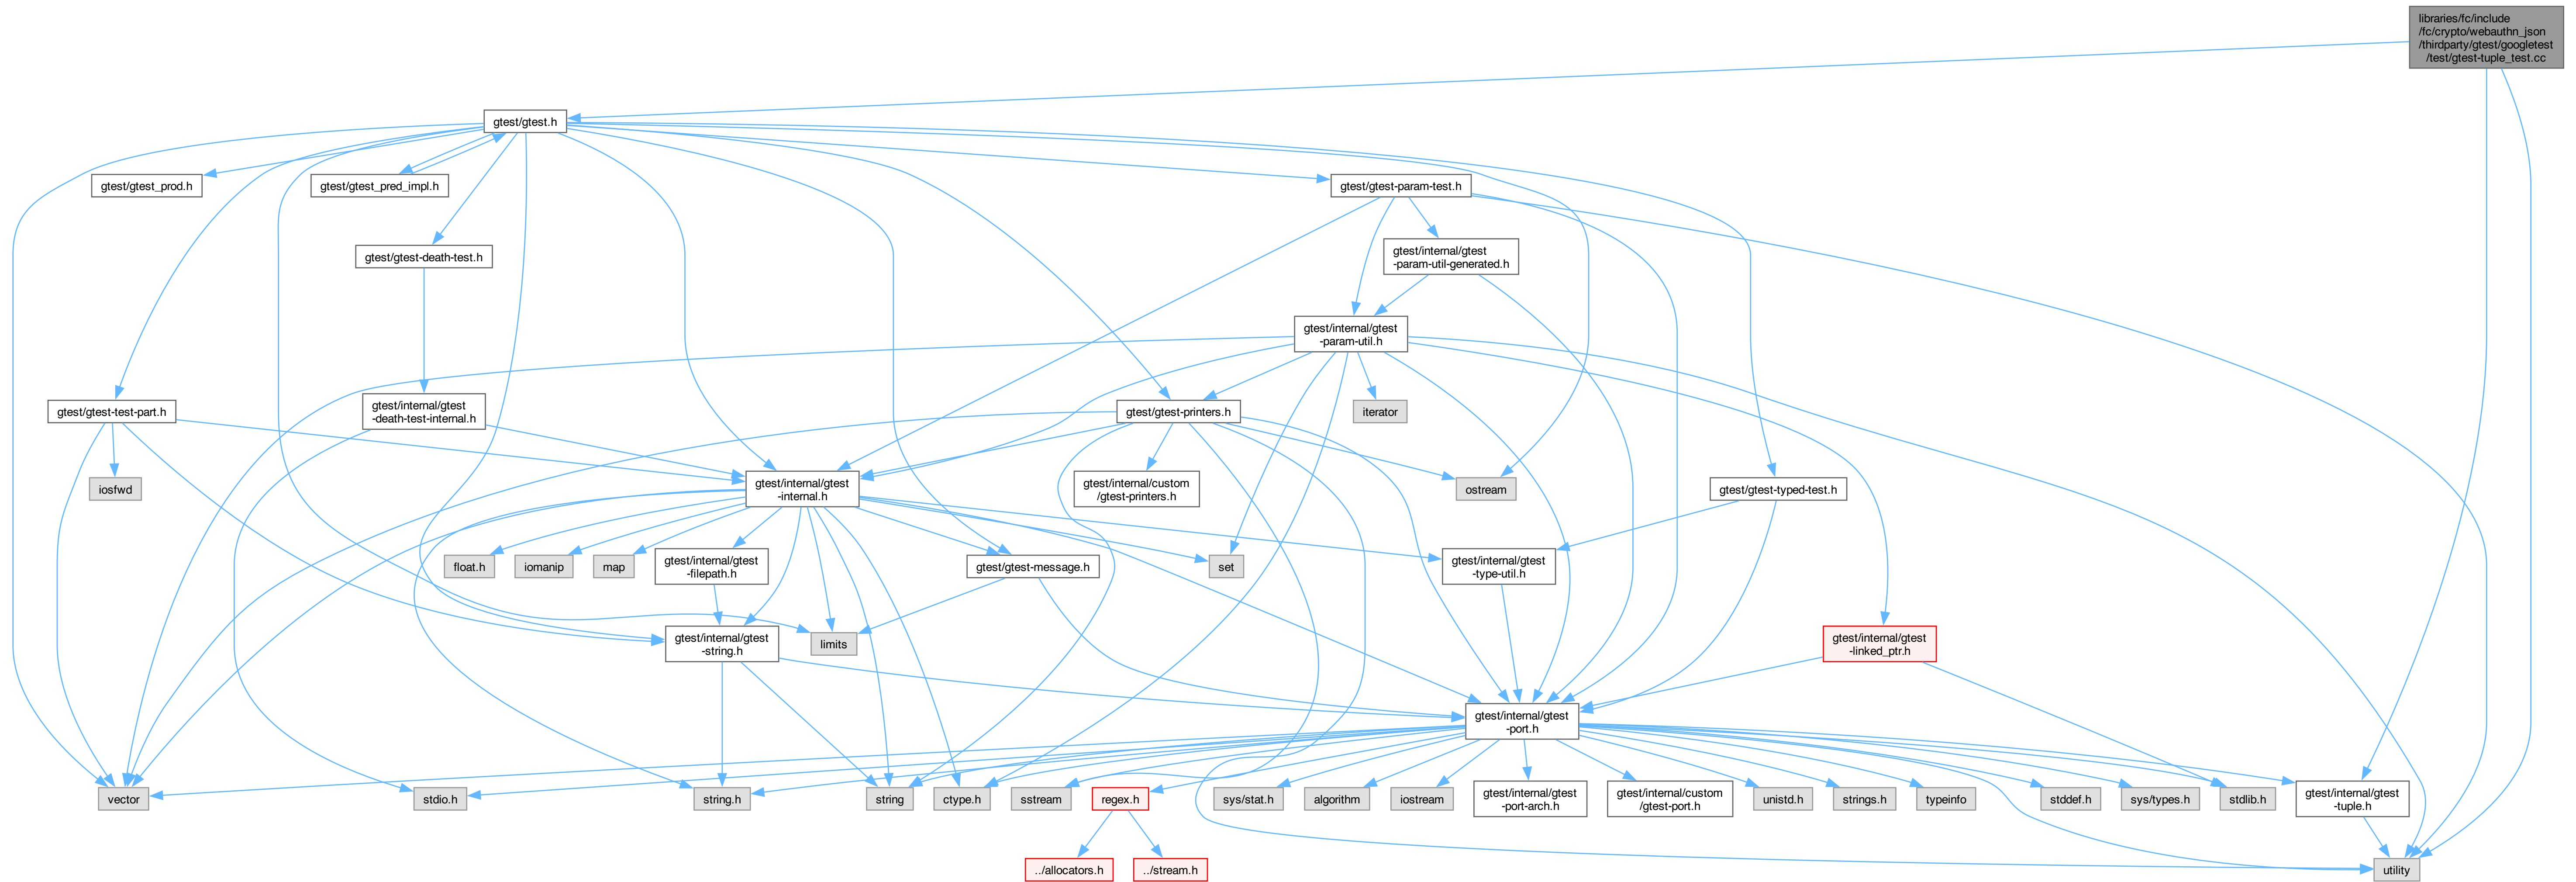 libraries/fc/include
/fc/crypto/webauthn_json
/thirdparty/gtest/googletest
/test/gtest-tuple_test.cc
gtest/gtest.h
gtest/gtest_prod.h
gtest/gtest_pred_impl.h
gtest/gtest-param-test.h
gtest/gtest-death-test.h
gtest/internal/gtest
-param-util-generated.h
gtest/internal/gtest
-param-util.h
gtest/gtest-test-part.h
gtest/internal/gtest
-death-test-internal.h
gtest/gtest-printers.h
iterator
iosfwd
gtest/internal/gtest
-internal.h
gtest/internal/custom
/gtest-printers.h
ostream
gtest/gtest-typed-test.h
float.h
iomanip
map
gtest/internal/gtest
-filepath.h
gtest/gtest-message.h
set
gtest/internal/gtest
-type-util.h
gtest/internal/gtest
-string.h
limits
gtest/internal/gtest
-linked_ptr.h
gtest/internal/gtest
-port.h
vector
stdio.h
string.h
string
ctype.h
sstream
regex.h
sys/stat.h
algorithm
iostream
gtest/internal/gtest
-port-arch.h
gtest/internal/custom
/gtest-port.h
unistd.h
strings.h
typeinfo
stddef.h
sys/types.h
stdlib.h
gtest/internal/gtest
-tuple.h
../allocators.h
../stream.h
utility